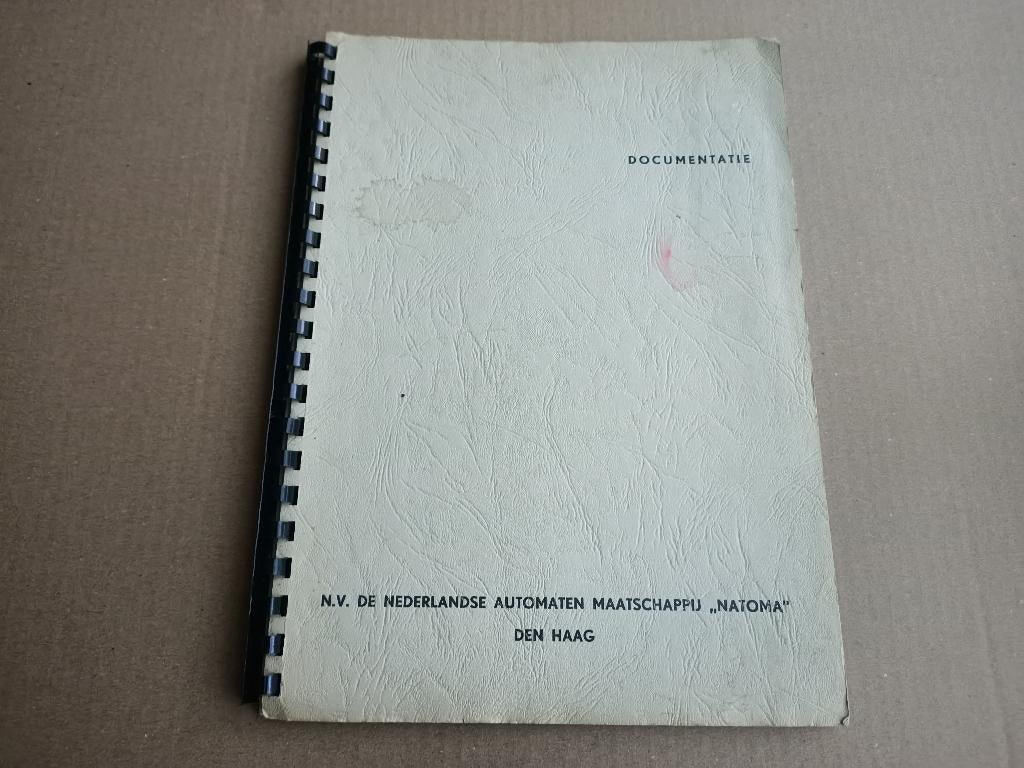 DOCUMENTATIE
N.V. DE NEDERLANDSE AUTOMATEN MAATSCHAPPIJ „NATOMA”
DEN HAAG